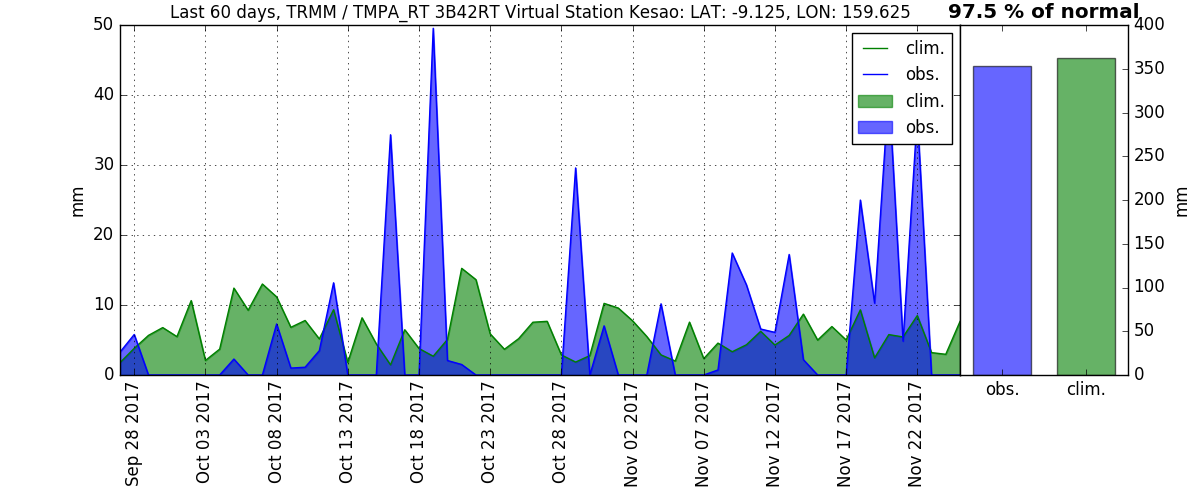 Last 60 days, TRMM / TMPA_RT 3B42RT Virtual Station Kesao: LAT: -9.125, LON: 159.625
97.5 % of normal
50
40
30
20
10
0
mm
clim.
obs.
clim.
obs.
400
350
300
250
200
150
100
50
0
mm
obs.
clim.
Sep 28 2017
Oct 03 2017
Oct 08 2017
Oct 13 2017
Oct 18 2017
Oct 23 2017
Oct 28 2017
Nov 02 2017
Nov 07 2017
Nov 12 2017
Nov 17 2017
Nov 22 2017